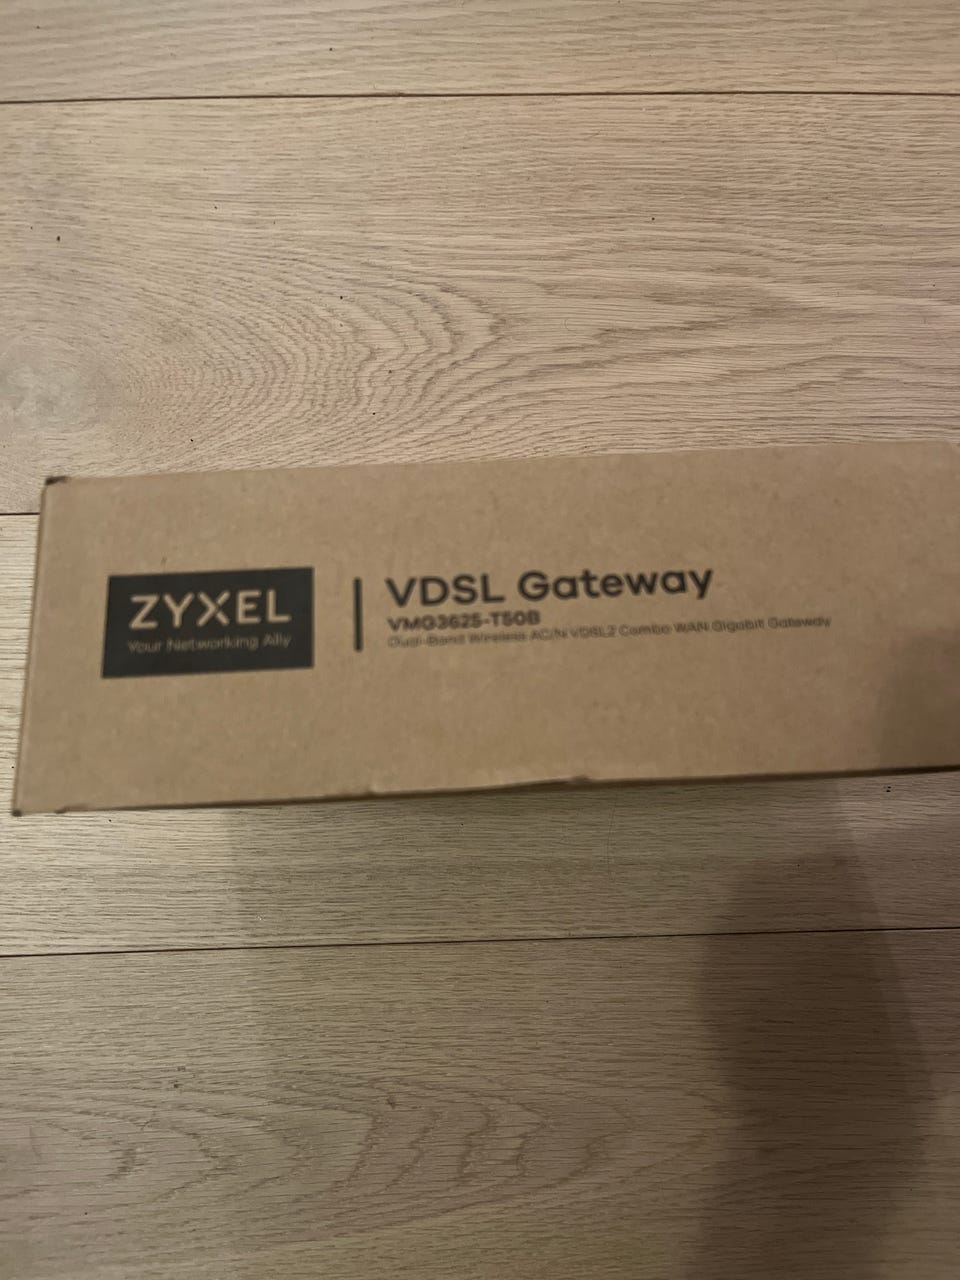 ZYXEL
Your Networking Ally
VDSL Gateway
VMG3625-T50B
Dual-Band Wireless AC/N VDSL2 Combo WAN Gigabit Gateway